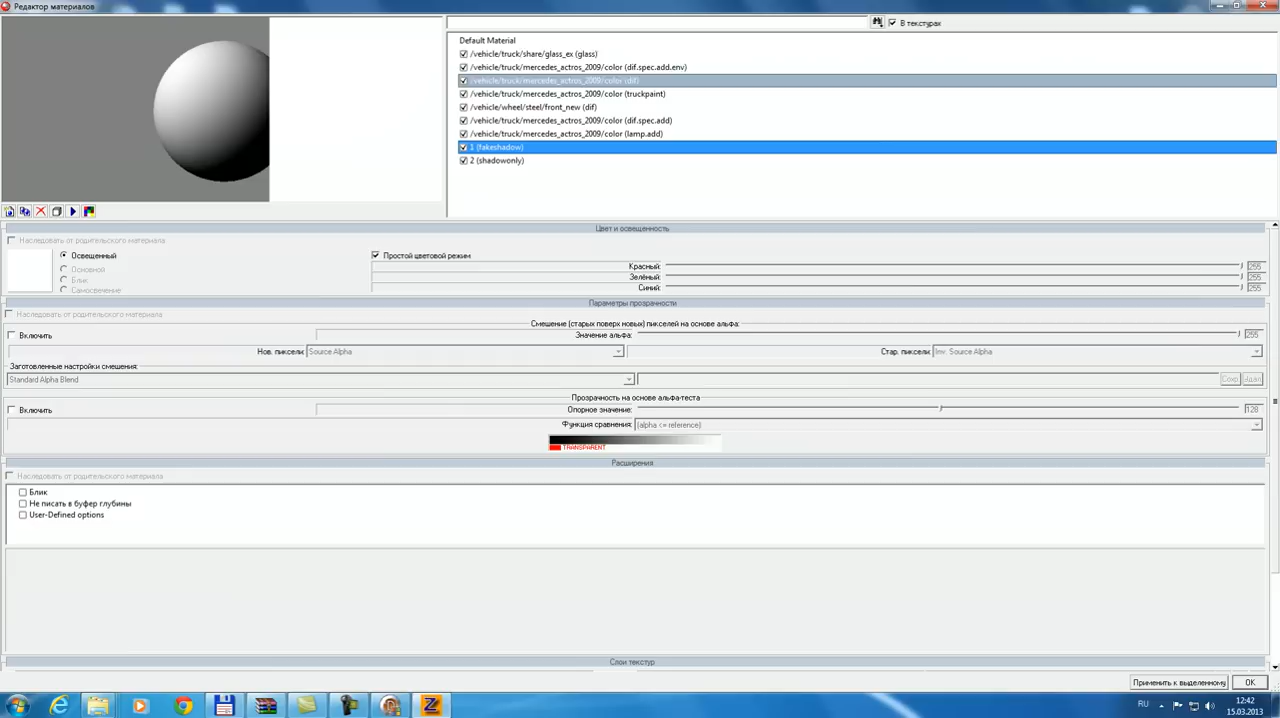 Редактор материалов
В текстурах
Default Material
/vehicle/truck/share/glass_ex (glass)
/vehicle/truck/mercedes_actros_2009/color (dif.spec.add.env)
/vehicle/truck/mercedes_actros_2009/color (dif)
/vehicle/truck/mercedes_actros_2009/color (truckpaint)
/vehicle/wheel/steel/front_new (dif)
/vehicle/truck/mercedes_actros_2009/color (dif.spec.add)
/vehicle/truck/mercedes_actros_2009/color (lamp.add)
1 (fakeshadow)
2 (shadowonly)
Цвет и освещенность
Наследовать от родительского материала
Освещенный
Простой цветовой режим
Основной
Блик
Самосвечение
Красный: 255
Зелёный: 255
Синий: 255
Параметры прозрачности
Наследовать от родительского материала
Смешение (старых поверх новых) пикселей на основе альфа:
Включить Значение альфа: 255
Нов. пиксели: Source Alpha Стар. пиксели: Inv. Source Alpha
Заготовленные настройки смешения:
Standard Alpha Blend Сохр Удал
Прозрачность на основе альфа-теста
Включить Опорное значение: 128
Функция сравнения: (alpha <= reference)
TRANSPARENT
Расширения
Наследовать от родительского материала
Блик
Не писать в буфер глубины
User-Defined options
Слои текстур
Применить к выделенному OK
RU 12:42
15.03.2013